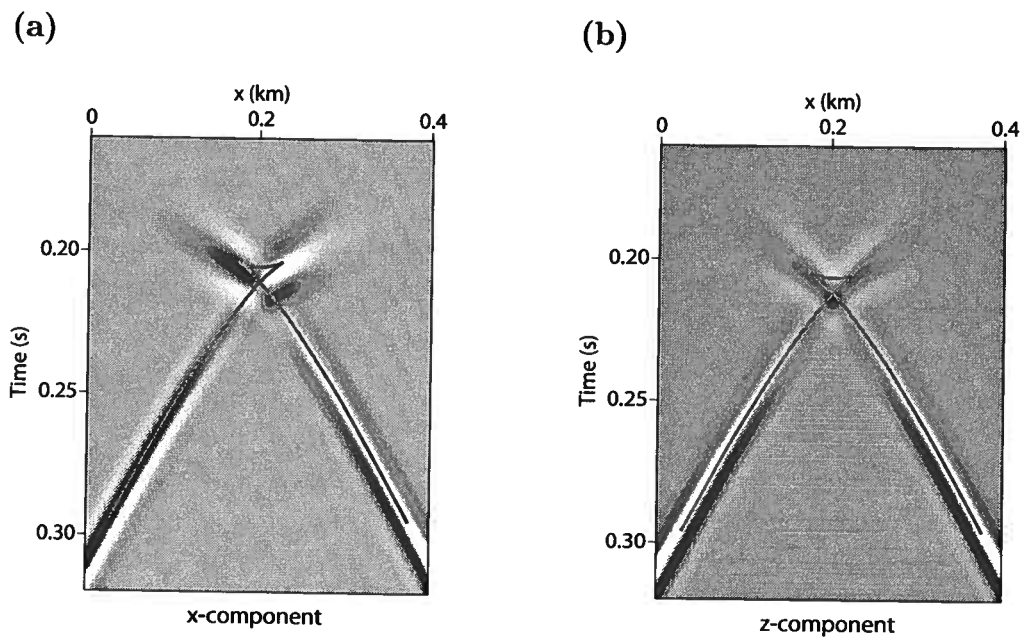 (a)
x (km)
0 0.2 0.4
0.20
0.25
0.30
Time (s)
x-component
(b)
x (km)
0 0.2 0.4
0.20
0.25
0.30
Time (s)
z-component